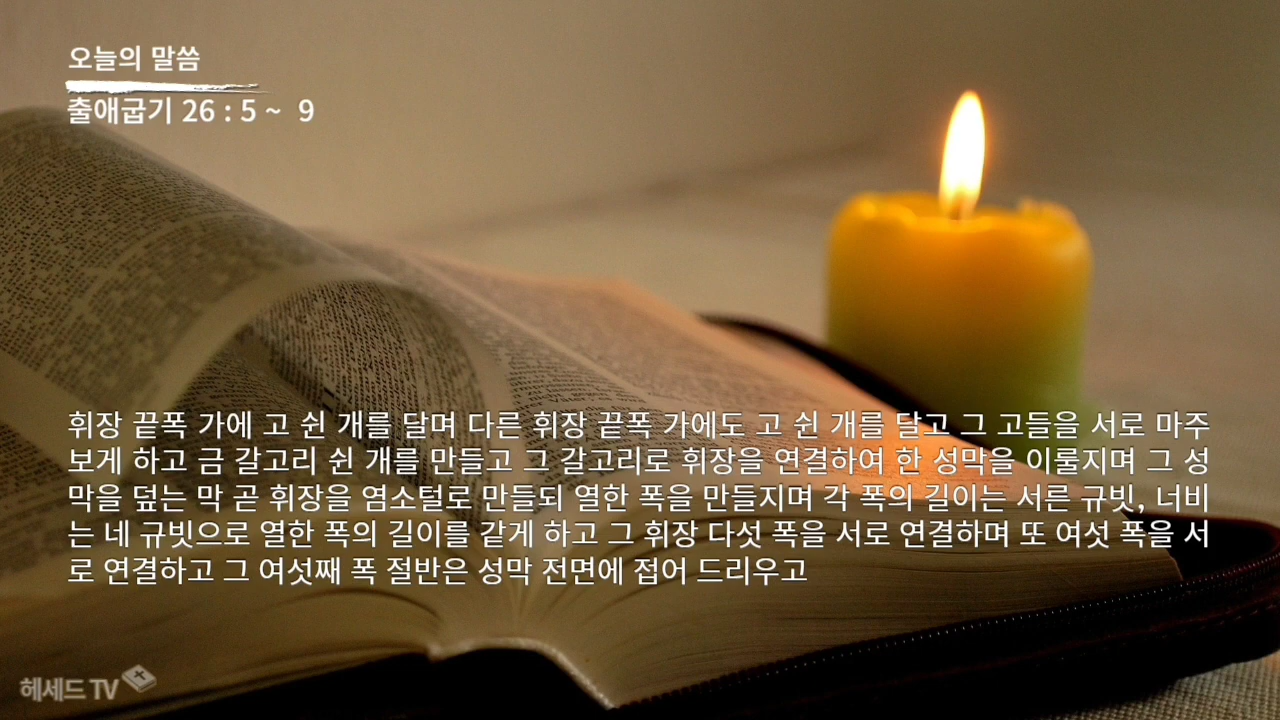 오늘의 말씀
출애굽기 26 : 5 ~ 9
휘장 끝폭 가에 고 쉰 개를 달며 다른 휘장 끝폭 가에도 고 쉰 개를 달고 그 고들을 서로 마주
보게 하고 금 갈고리 쉰 개를 만들고 그 갈고리로 휘장을 연결하여 한 성막을 이룰지며 그 성
막을 덮는 막 곧 휘장을 염소털로 만들되 열한 폭을 만들지며 각 폭의 길이는 서른 규빗, 너비
는 네 규빗으로 열한 폭의 길이를 같게 하고 그 휘장 다섯 폭을 서로 연결하며 또 여섯 폭을 서
로 연결하고 그 여섯째 폭 절반은 성막 전면에 접어 드리우고
헤세드 TV